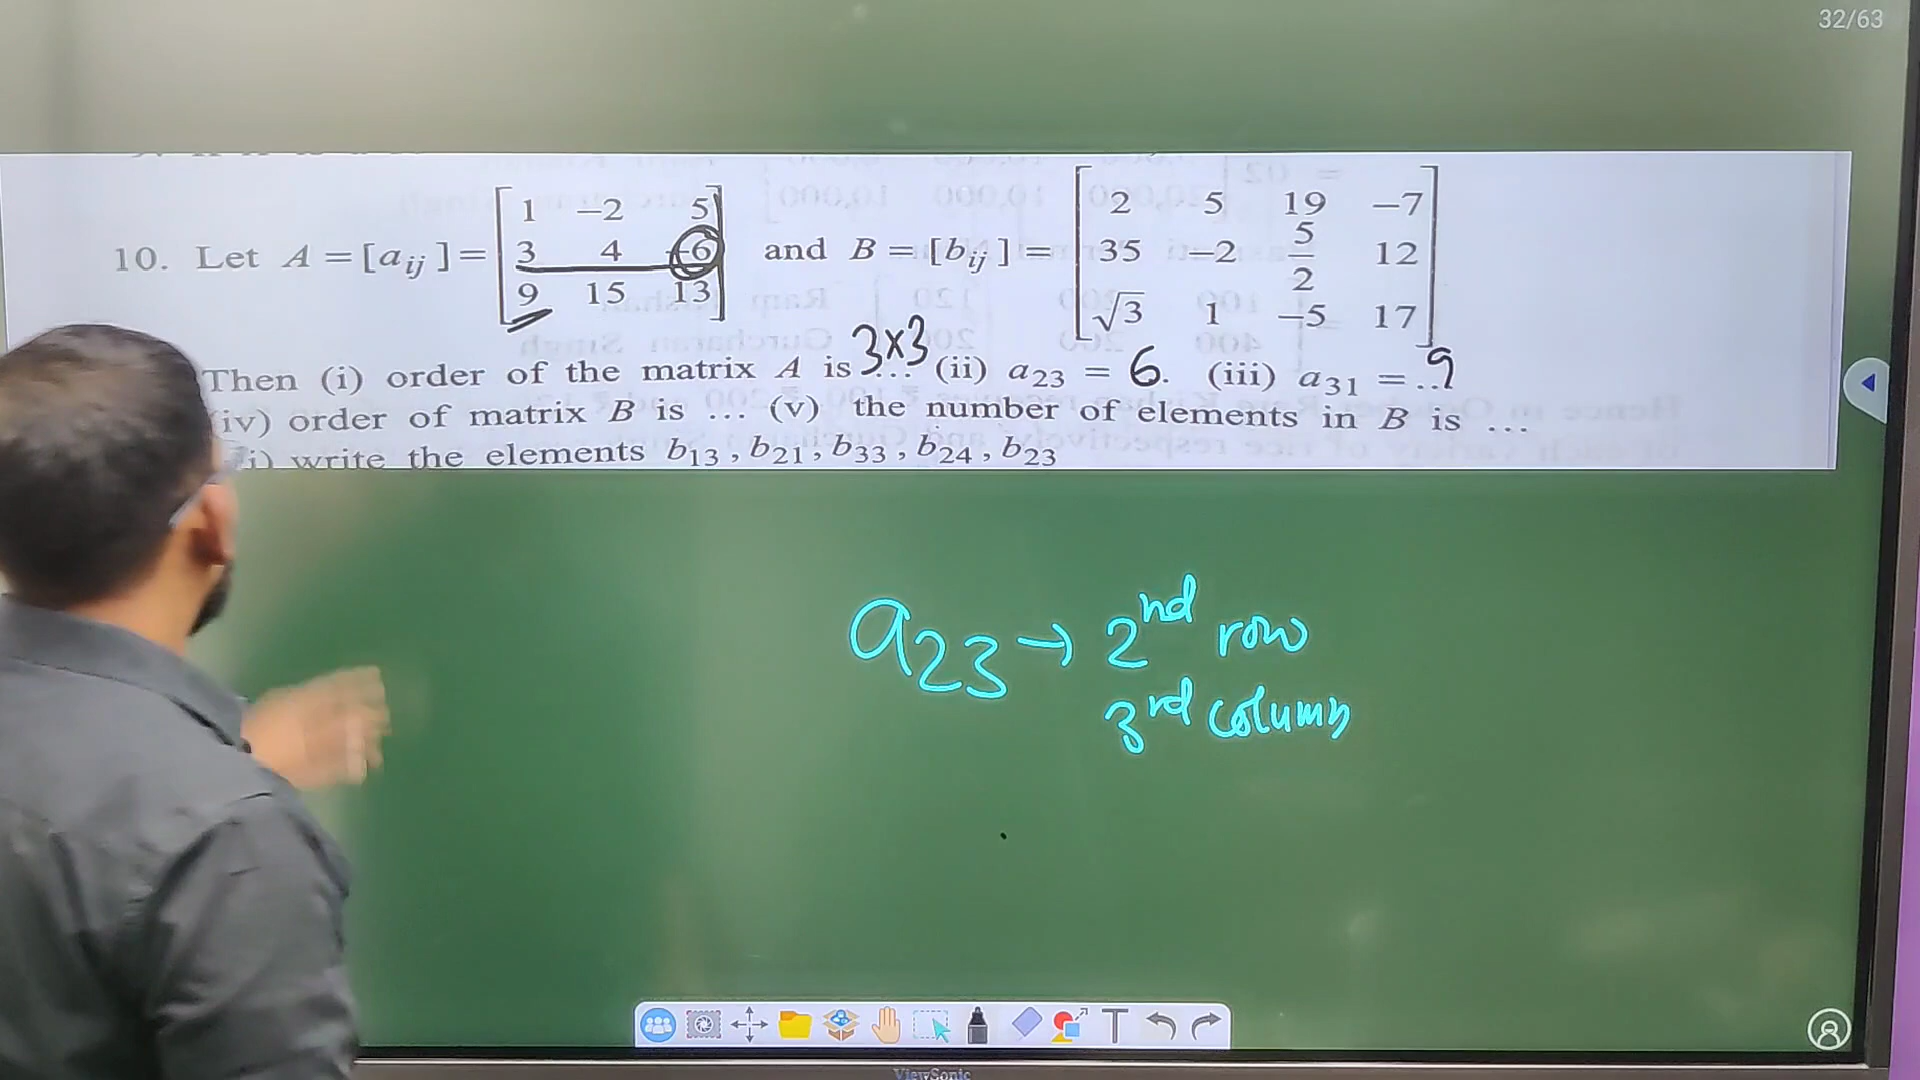 32/63
10. Let A = [a_ij] = [1 −2 5; 3 4 −6; 9 15 13] and B = [b_ij] = [2 5 19 −7; 35 −2 5/2 12; √3 1 −5 17]
Then (i) order of the matrix A is 3×3 ... (ii) a23 = 6. (iii) a31 = ..9
iv) order of matrix B is ... (v) the number of elements in B is ...
i) write the elements b13, b21, b33, b24, b23
a23 → 2nd row
3rd column
T
ViewSonic